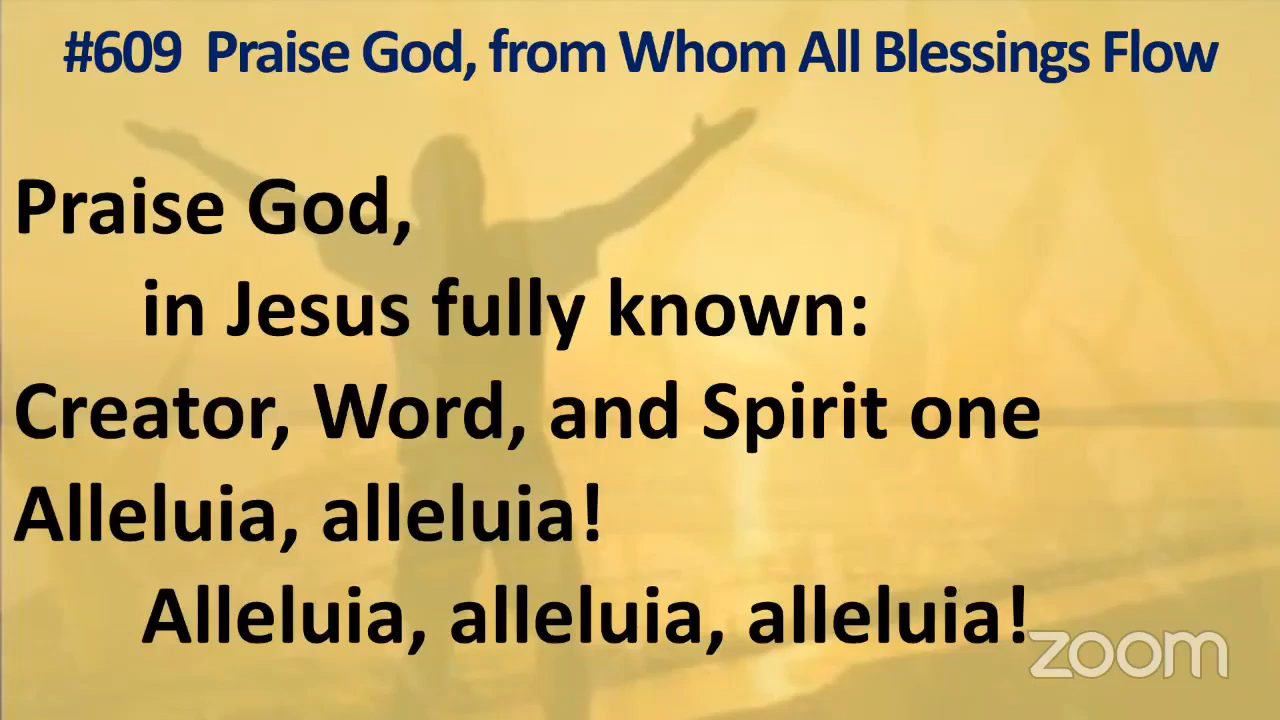 #609 Praise God, from Whom All Blessings Flow
Praise God,
in Jesus fully known:
Creator, Word, and Spirit one
Alleluia, alleluia!
Alleluia, alleluia, alleluia!
zoom